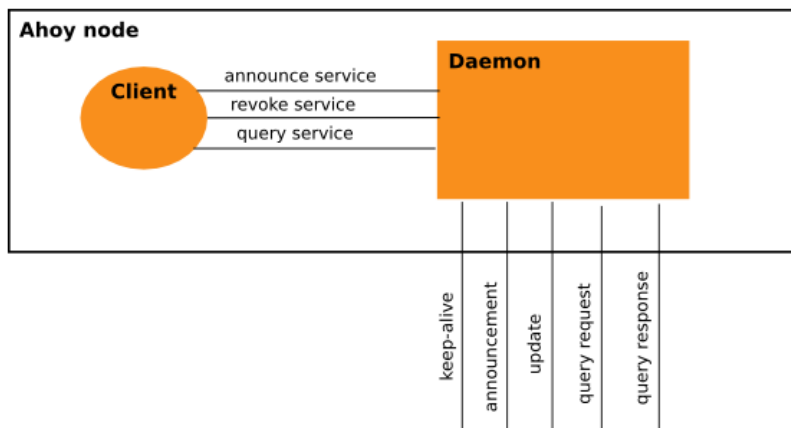 Ahoy node
Client
announce service
revoke service
query service
Daemon
keep-alive
announcement
update
query request
query response